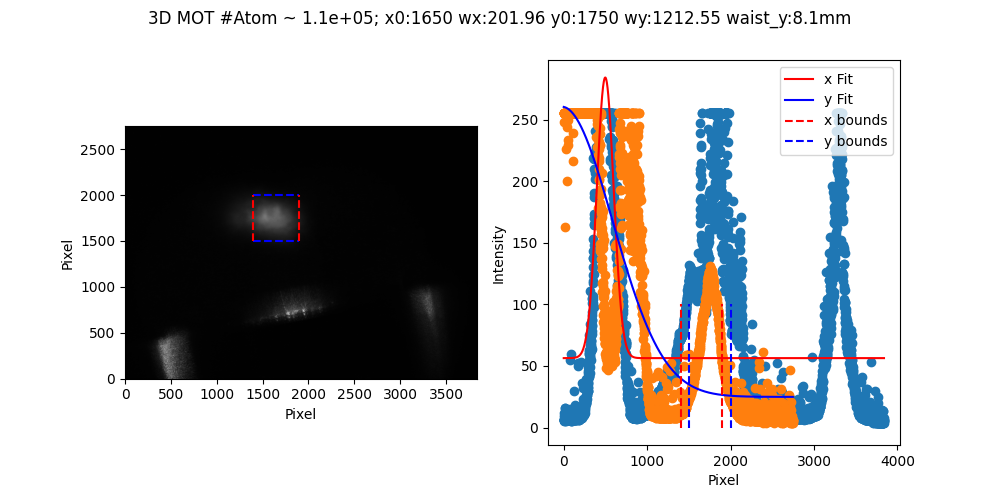 3D MOT #Atom ~ 1.1e+05; x0:1650 wx:201.96 y0:1750 wy:1212.55 waist_y:8.1mm
2500
2000
1500
1000
500
0
Pixel
0 500 1000 1500 2000 2500 3000 3500
Pixel
250
200
150
100
50
0
Intensity
0 1000 2000 3000 4000
Pixel
x Fit
y Fit
x bounds
y bounds